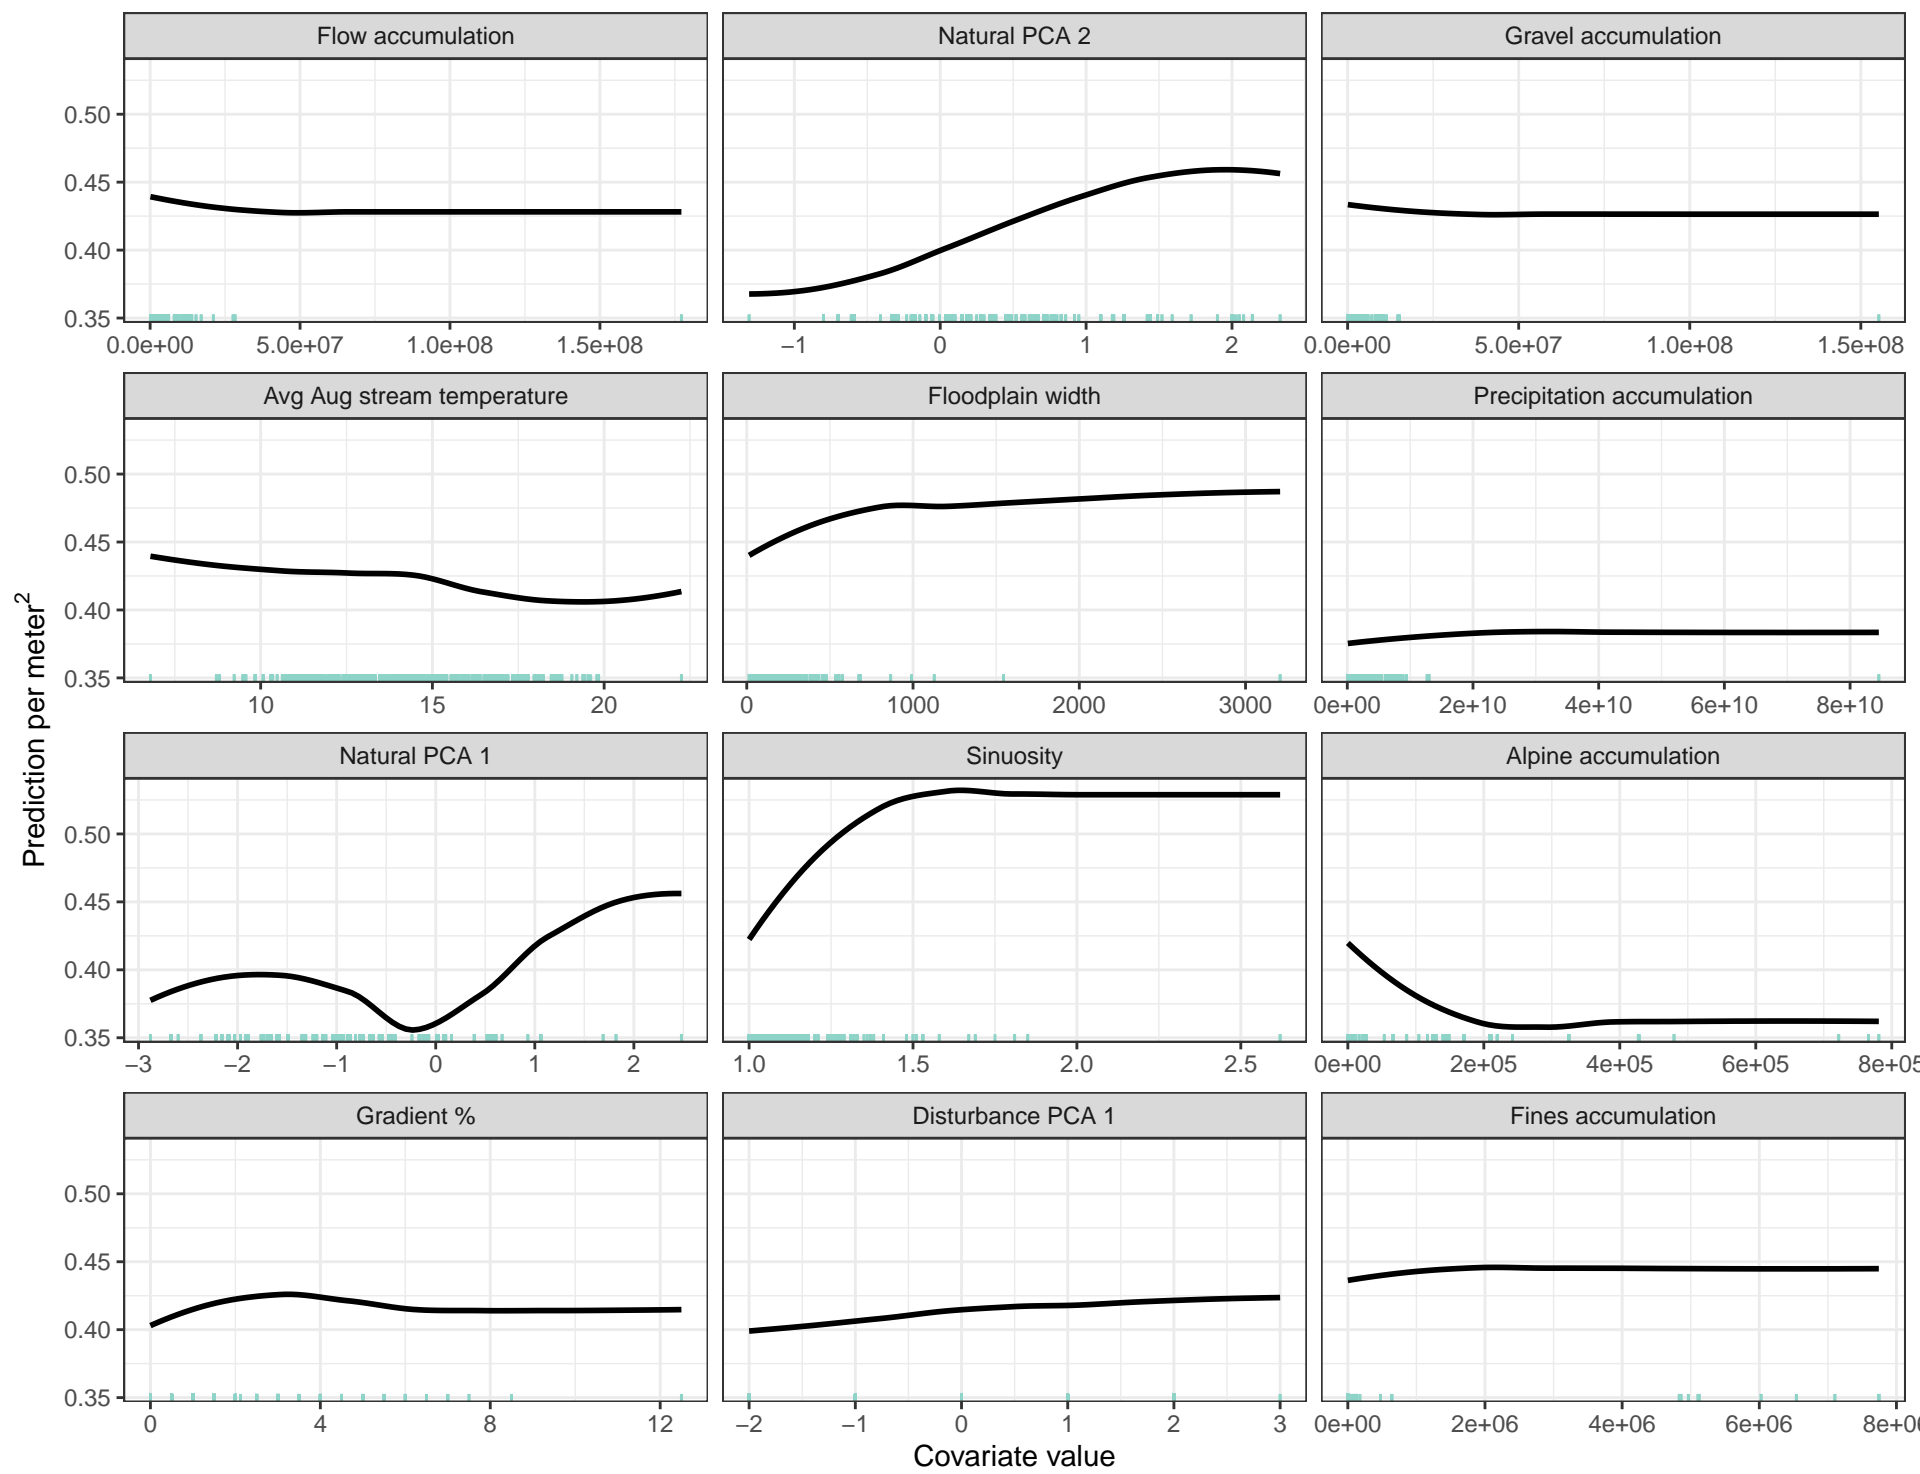 Flow accumulation
Natural PCA 2
Gravel accumulation
0.50
0.45
0.40
0.35
0.0e+00 5.0e+07 1.0e+08 1.5e+08
−1 0 1 2
0.0e+00 5.0e+07 1.0e+08 1.5e+08
Avg Aug stream temperature
Floodplain width
Precipitation accumulation
0.50
0.45
0.40
0.35
10 15 20
0 1000 2000 3000
0e+00 2e+10 4e+10 6e+10 8e+10
Prediction per meter²
Natural PCA 1
Sinuosity
Alpine accumulation
0.50
0.45
0.40
0.35
−3 −2 −1 0 1 2
1.0 1.5 2.0 2.5
0e+00 2e+05 4e+05 6e+05 8e+05
Gradient %
Disturbance PCA 1
Fines accumulation
0.50
0.45
0.40
0.35
0 4 8 12
−2 −1 0 1 2 3
0e+00 2e+06 4e+06 6e+06 8e+06
Covariate value